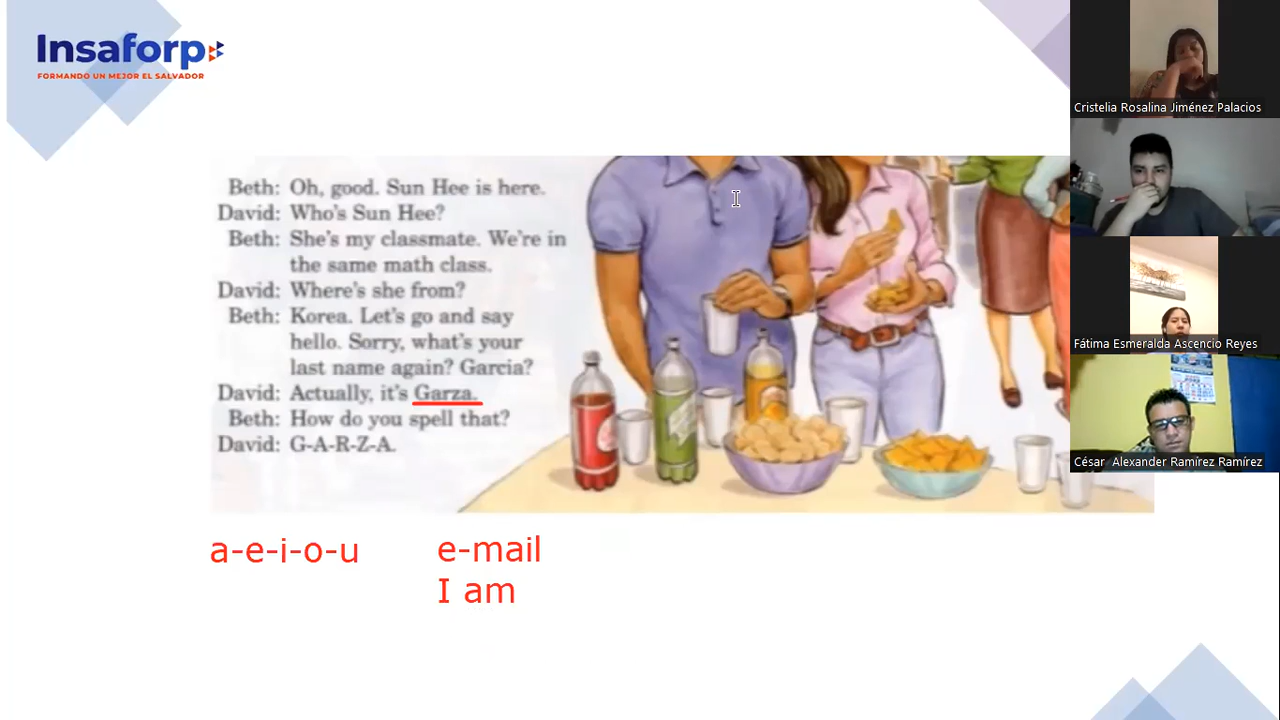 Insaforp
FORMANDO UN MEJOR EL SALVADOR
Beth: Oh, good. Sun Hee is here.
David: Who's Sun Hee?
Beth: She's my classmate. We're in
the same math class.
David: Where's she from?
Beth: Korea. Let's go and say
hello. Sorry, what's your
last name again? Garcia?
David: Actually, it's Garza.
Beth: How do you spell that?
David: G-A-R-Z-A.
a-e-i-o-u
e-mail
I am
Cristelia Rosalina Jiménez Palacios
Fátima Esmeralda Ascencio Reyes
César Alexander Ramírez Ramírez